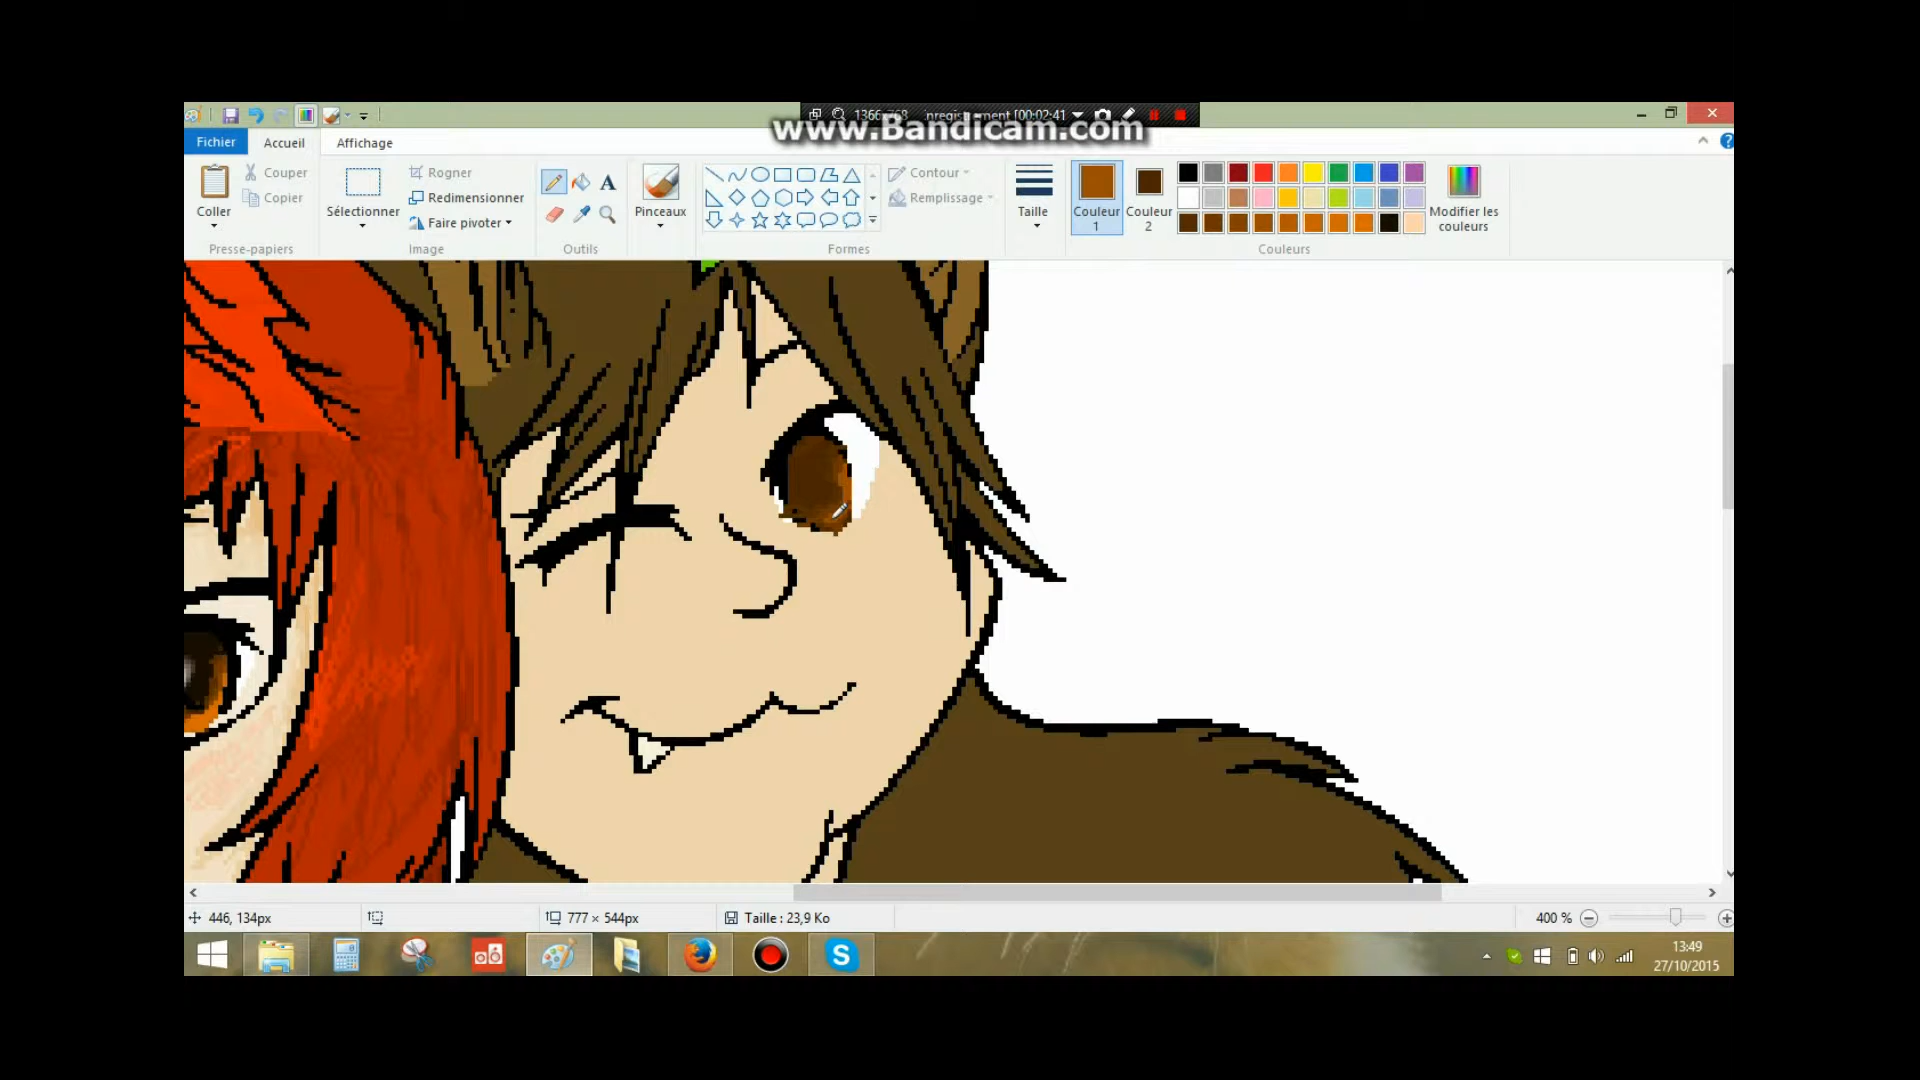 1366x768 nregistrement [00:02:41]
www.Bandicam.com
Fichier Accueil Affichage
Coller
Couper
Copier
Presse-papiers
Sélectionner
Rogner
Redimensionner
Faire pivoter
Image
A
Outils
Pinceaux
Contour
Remplissage
Formes
Taille
Couleur
1
Couleur
2
Modifier les
couleurs
Couleurs
446, 134px
777 × 544px
Taille : 23,9 Ko
400 %
S
13:49
27/10/2015